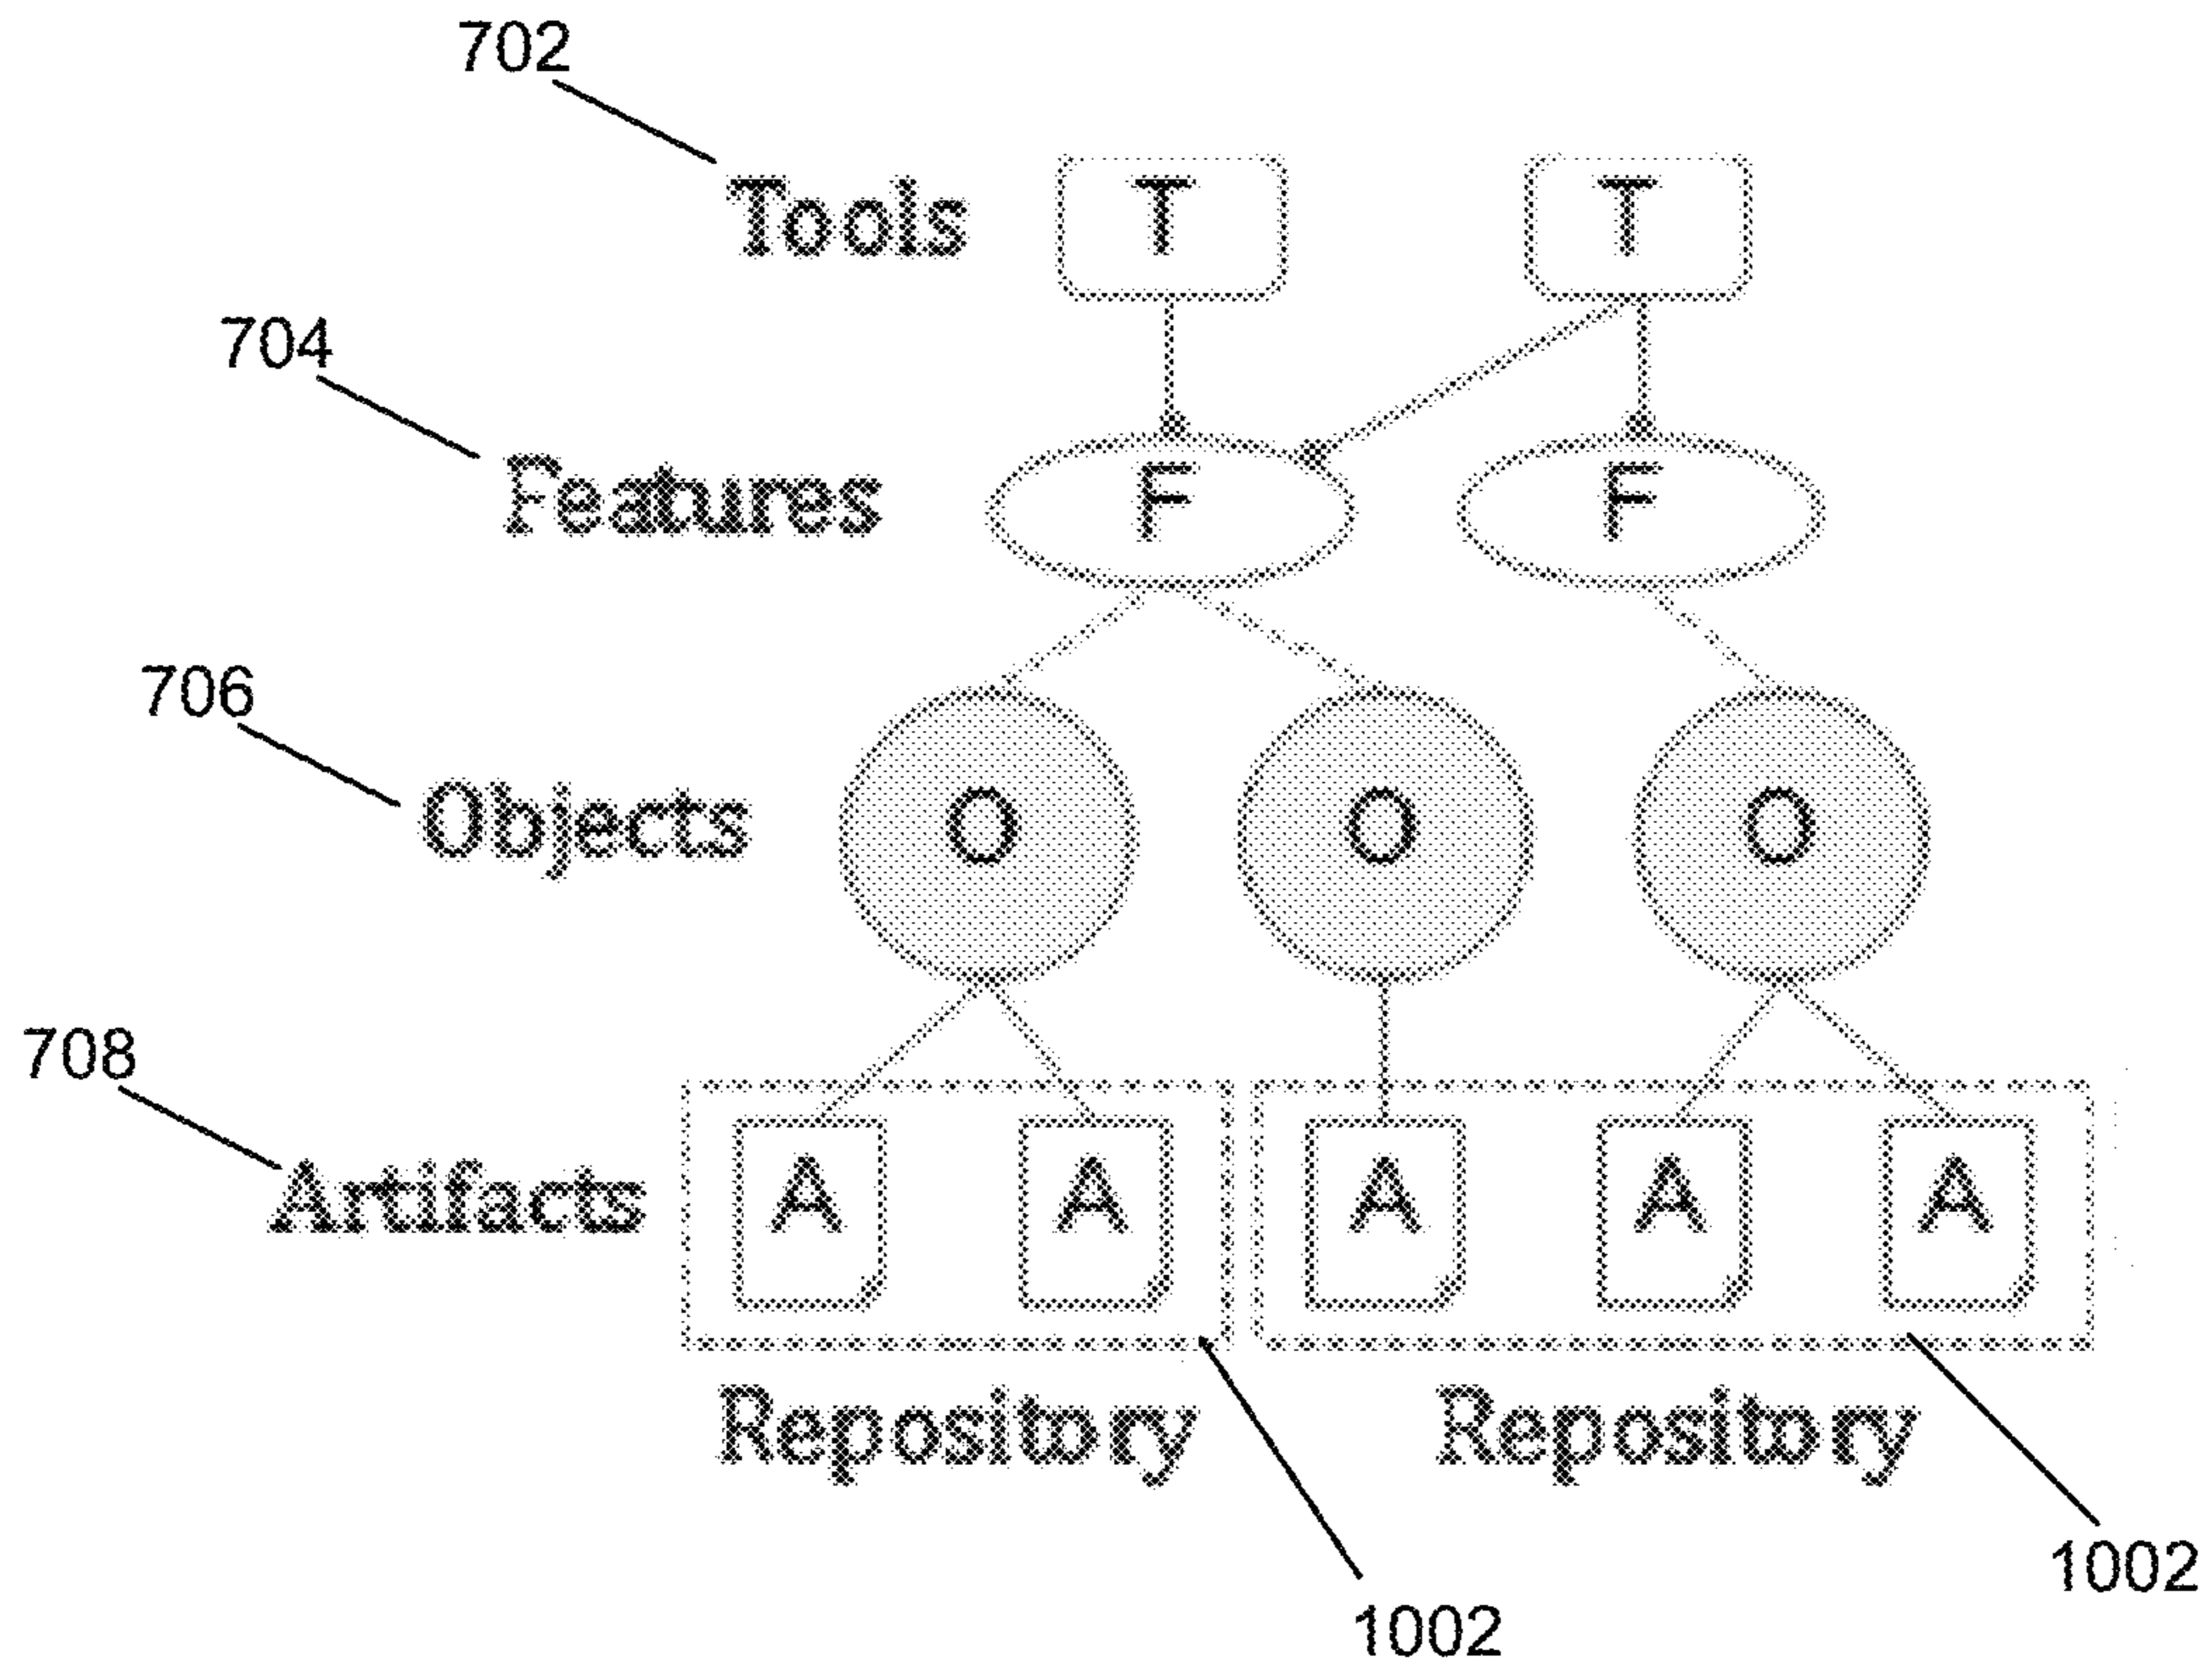 702
Tools T T
704
Features F F
706
Objects O O O
708
Artifacts A A A A A
Repository Repository
1002
1002